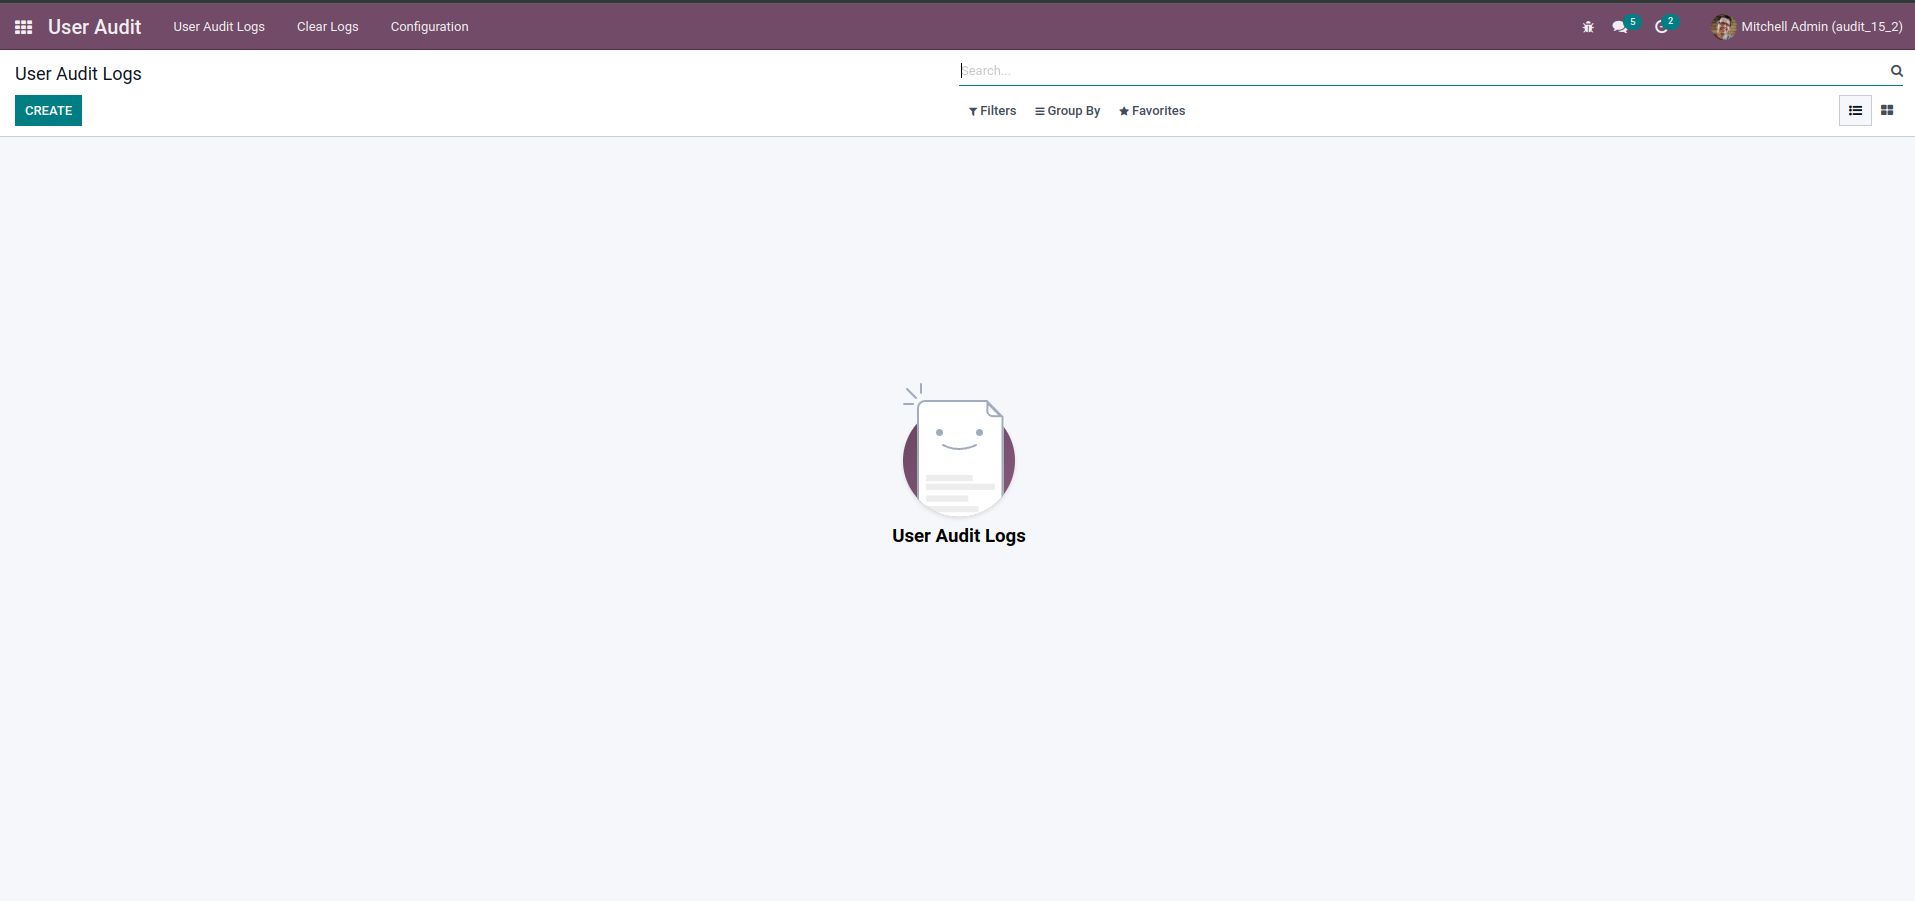 User Audit User Audit Logs Clear Logs Configuration 5 2 Mitchell Admin (audit_15_2)
User Audit Logs Search...
CREATE Filters Group By Favorites
User Audit Logs